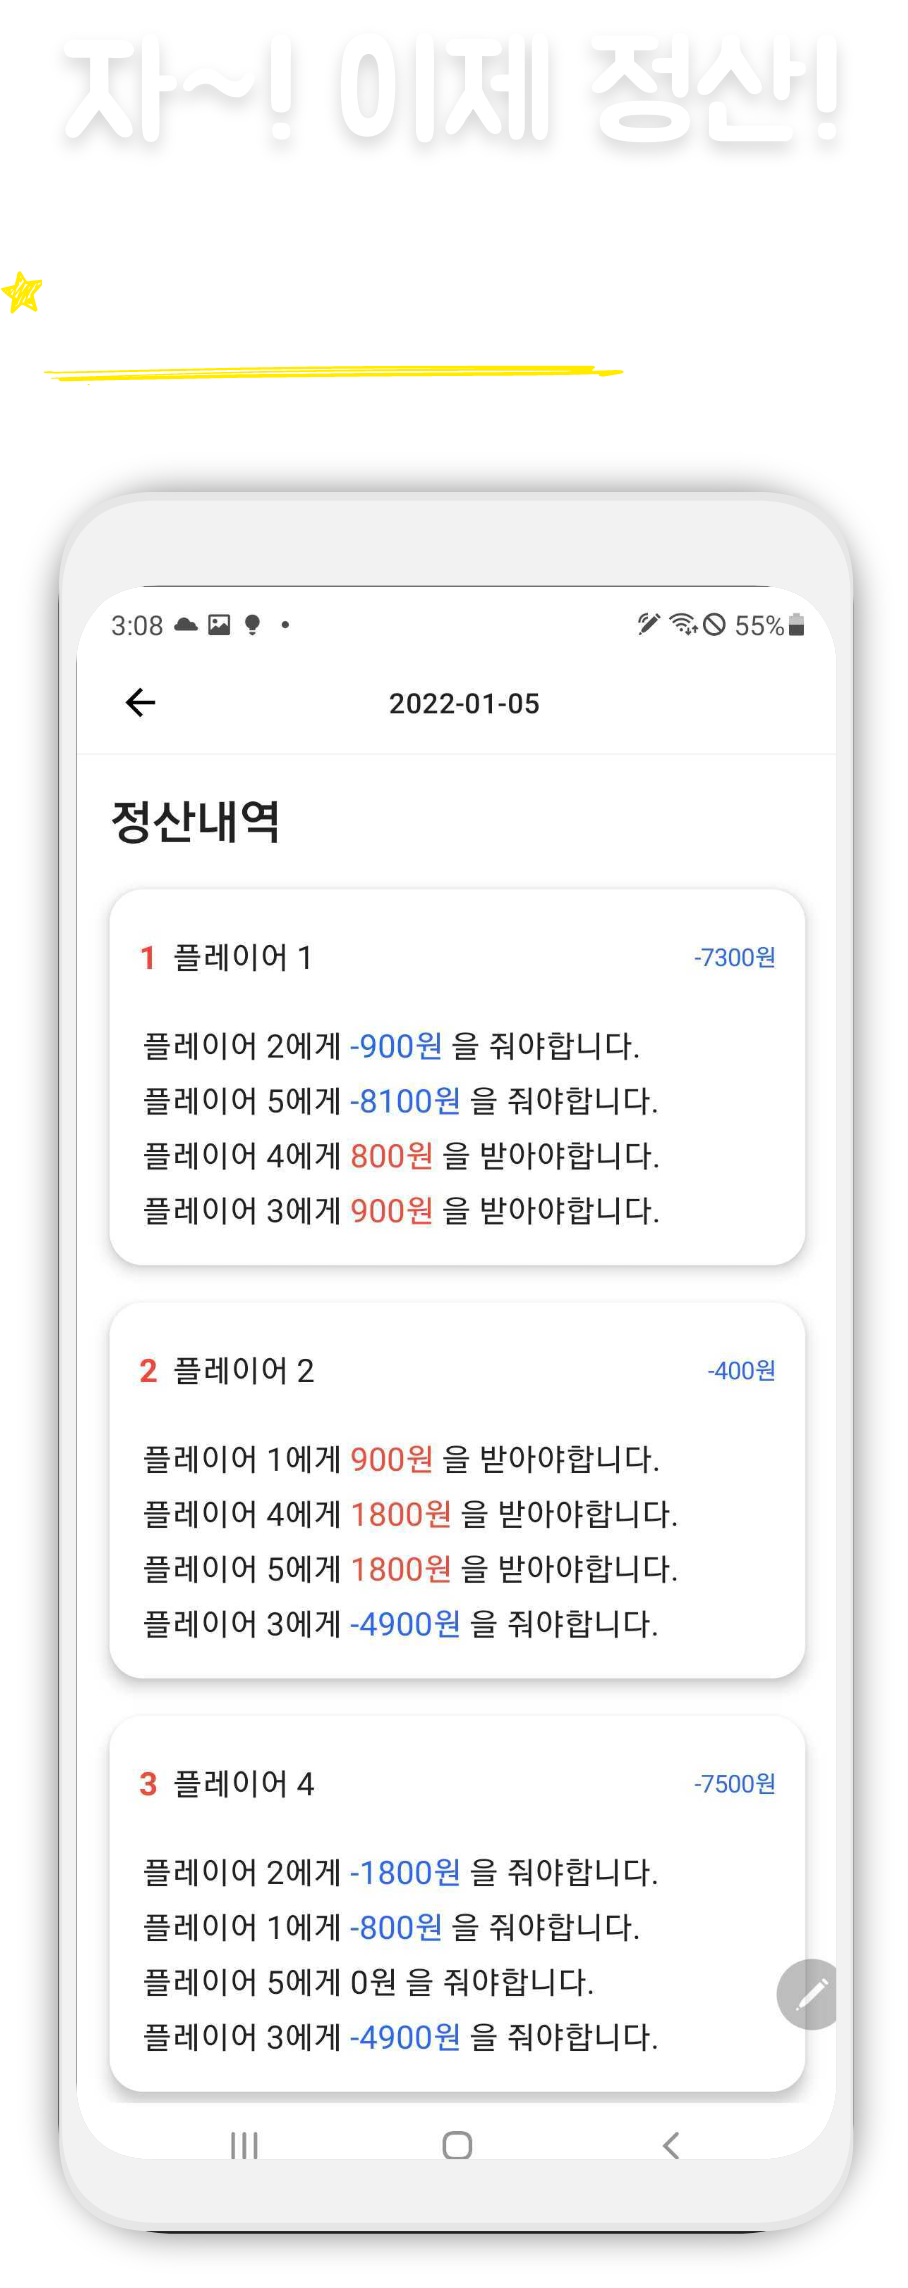 자~! 이제 정산!
3:08
55%
2022-01-05
정산내역
1 플레이어 1 -7300원
플레이어 2에게 -900원 을 줘야합니다.
플레이어 5에게 -8100원 을 줘야합니다.
플레이어 4에게 800원 을 받아야합니다.
플레이어 3에게 900원 을 받아야합니다.
2 플레이어 2 -400원
플레이어 1에게 900원 을 받아야합니다.
플레이어 4에게 1800원 을 받아야합니다.
플레이어 5에게 1800원 을 받아야합니다.
플레이어 3에게 -4900원 을 줘야합니다.
3 플레이어 4 -7500원
플레이어 2에게 -1800원 을 줘야합니다.
플레이어 1에게 -800원 을 줘야합니다.
플레이어 5에게 0원 을 줘야합니다.
플레이어 3에게 -4900원 을 줘야합니다.